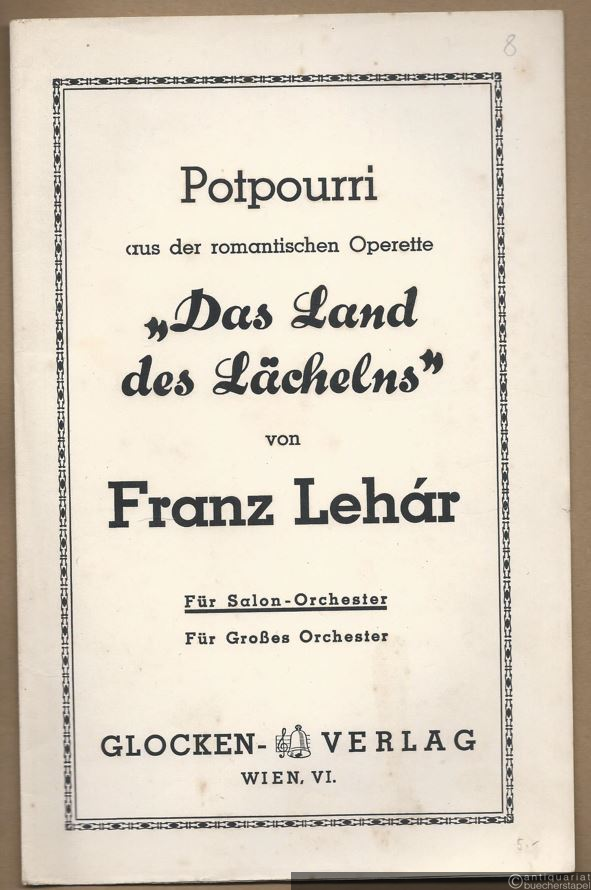 8
Potpourri
aus der romantischen Operette
„Das Land
des Lächelns”
von
Franz Lehár
Für Salon-Orchester
Für Großes Orchester
GLOCKEN- VERLAG
WIEN, VI.
5.-
©antiquariat
buecherstapel